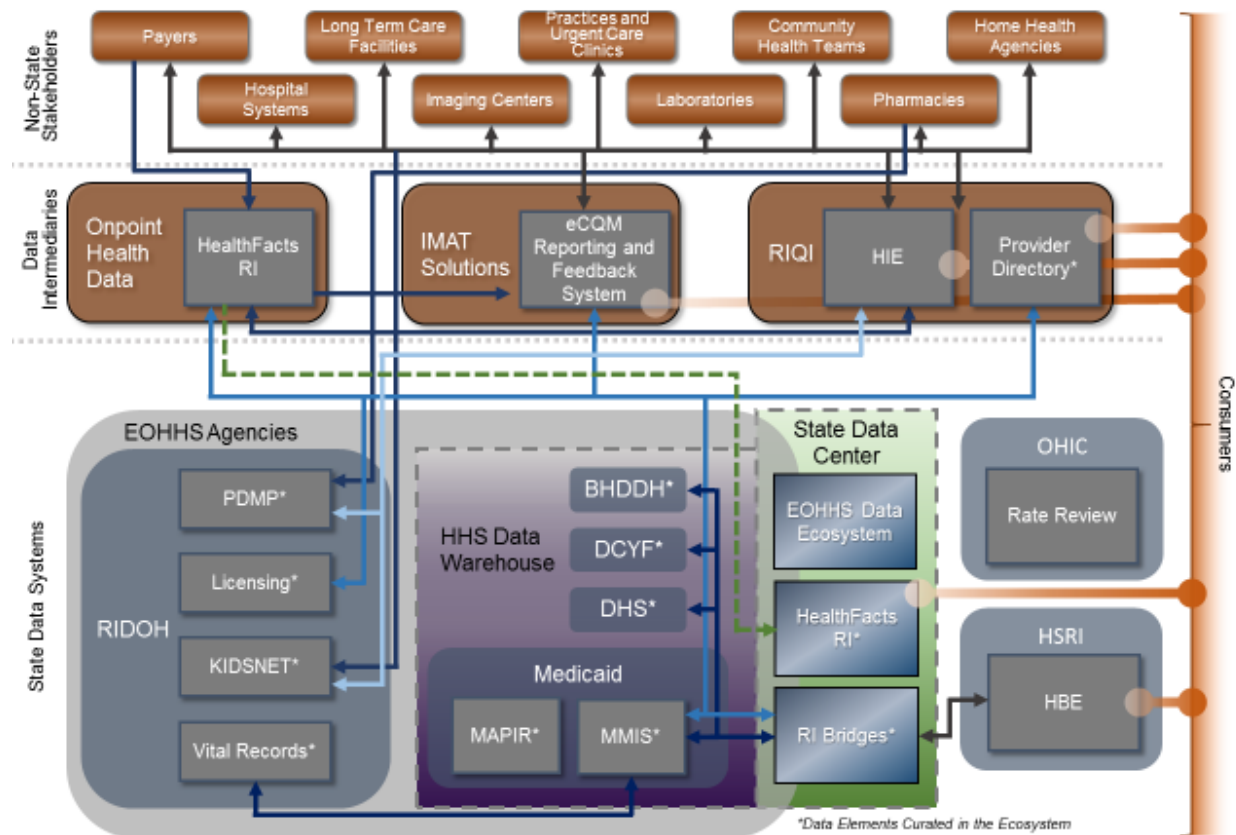 Non-State
Stakeholders
Payers
Long Term Care
Facilities
Practices and
Urgent Care
Clinics
Community
Health Teams
Home Health
Agencies
Hospital
Systems
Imaging Centers
Laboratories
Pharmacies
Data
Intermediaries
Onpoint
Health
Data
HealthFacts
RI
IMAT
Solutions
eCQM
Reporting and
Feedback
System
RIQI
HIE
Provider
Directory*
Consumers
State Data Systems
EOHHS Agencies
RIDOH
PDMP*
Licensing*
KIDSNET*
Vital Records*
HHS Data
Warehouse
BHDDH*
DCYF*
DHS*
Medicaid
MAPIR*
MMIS*
State Data
Center
EOHHS Data
Ecosystem
HealthFacts
RI*
RI Bridges*
OHIC
Rate Review
HSRI
HBE
*Data Elements Curated in the Ecosystem